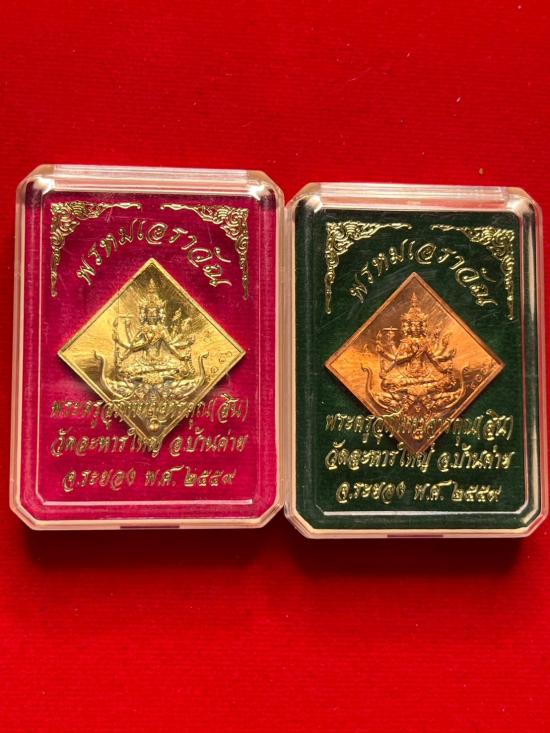 พรหมเอราวัณ
พระครู
วัดละหารใหญ่ อ.บ้านค่าย
จ.ระยอง พ.ศ. ๒๕๕๙
พรหมเอราวัณ
พระครู
วัดละหารใหญ่ อ.บ้านค่าย
จ.ระยอง พ.ศ. ๒๕๕๙